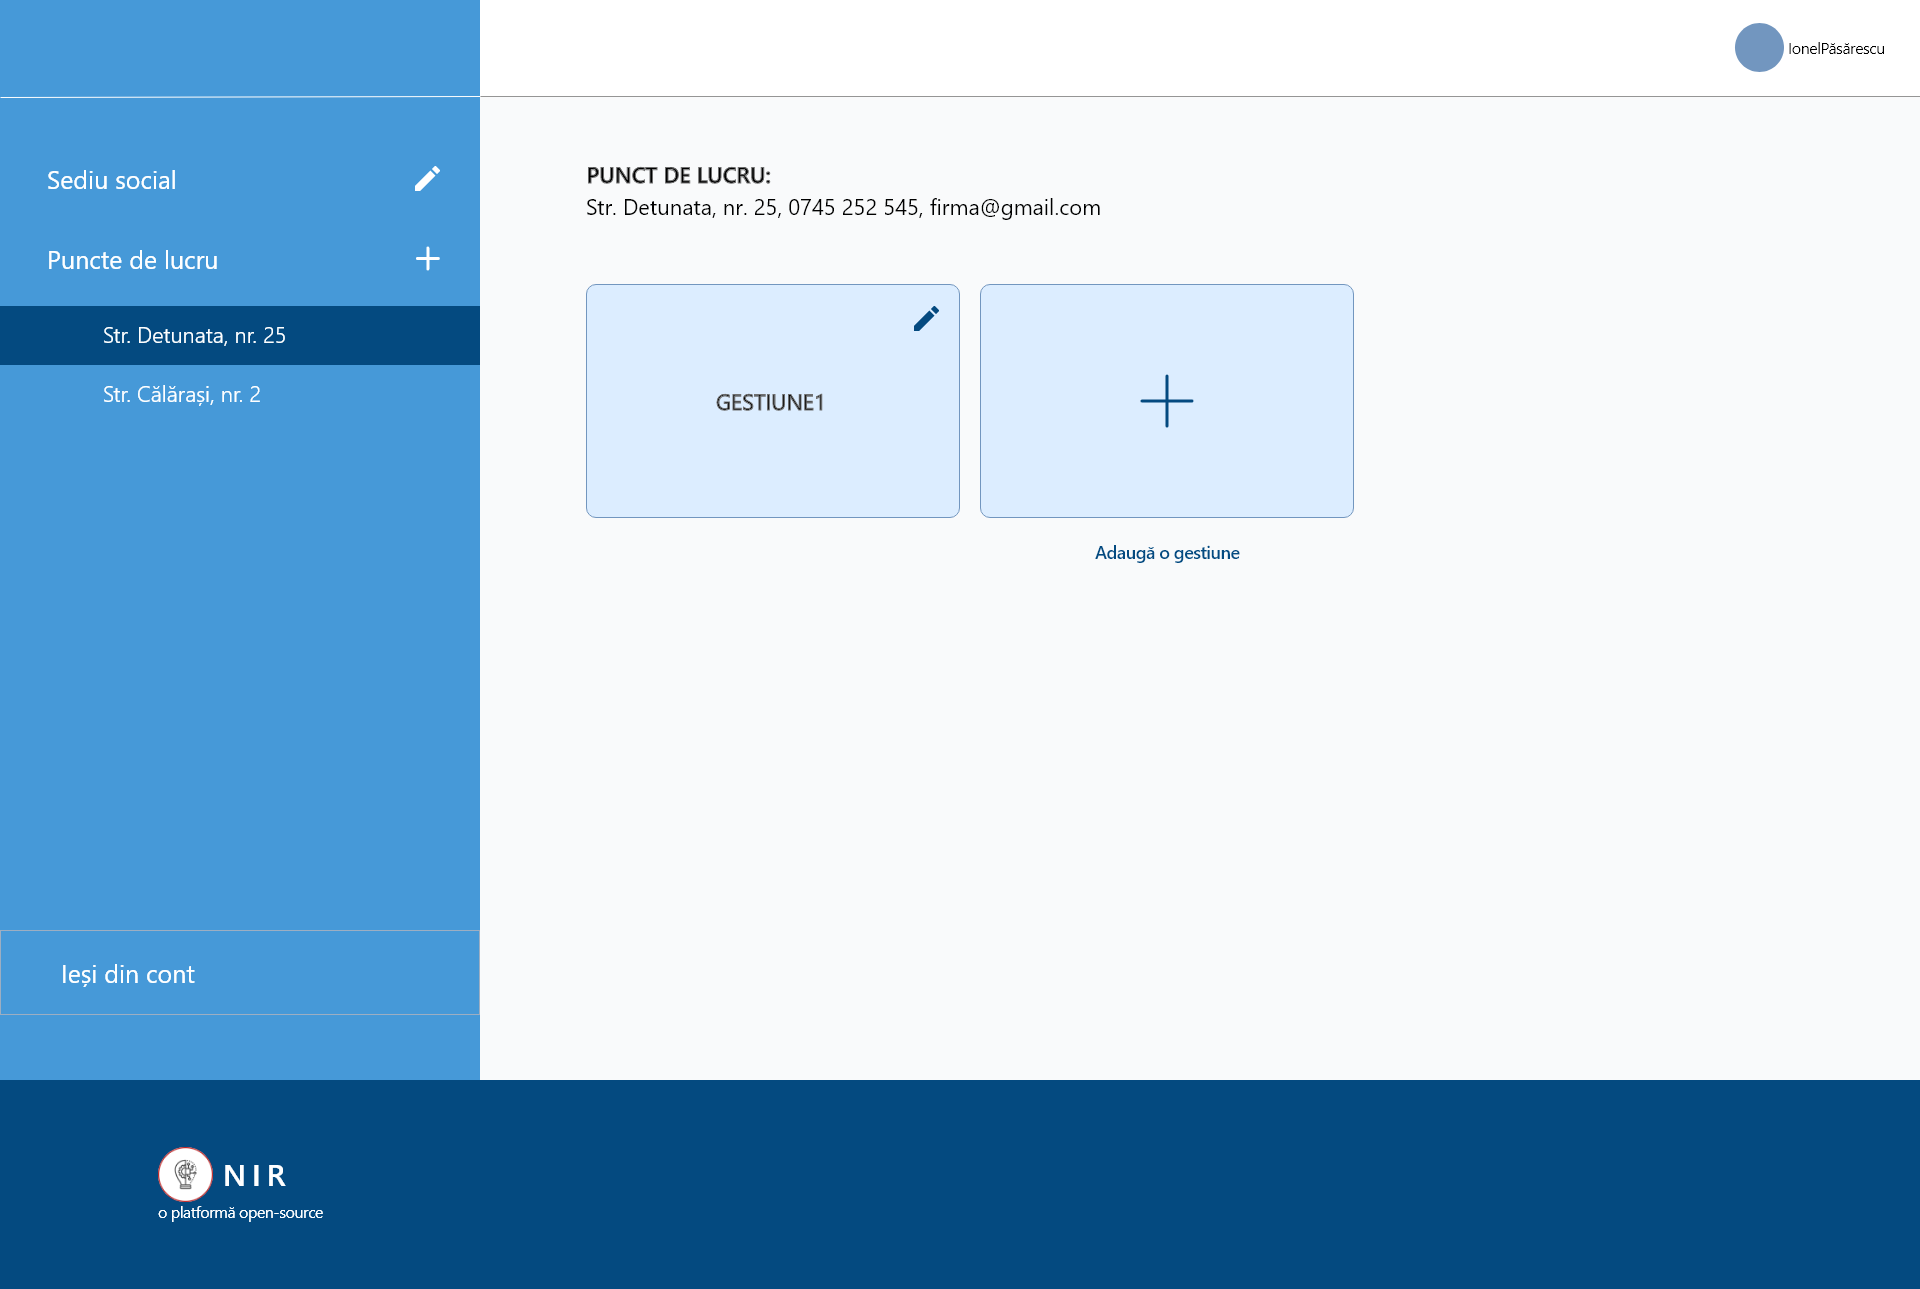 IonelPăsărescu
Sediu social
Puncte de lucru
Str. Detunata, nr. 25
Str. Călărași, nr. 2
Ieși din cont
PUNCT DE LUCRU:
Str. Detunata, nr. 25, 0745 252 545, firma@gmail.com
GESTIUNE1
Adaugă o gestiune
NIR
o platformă open-source